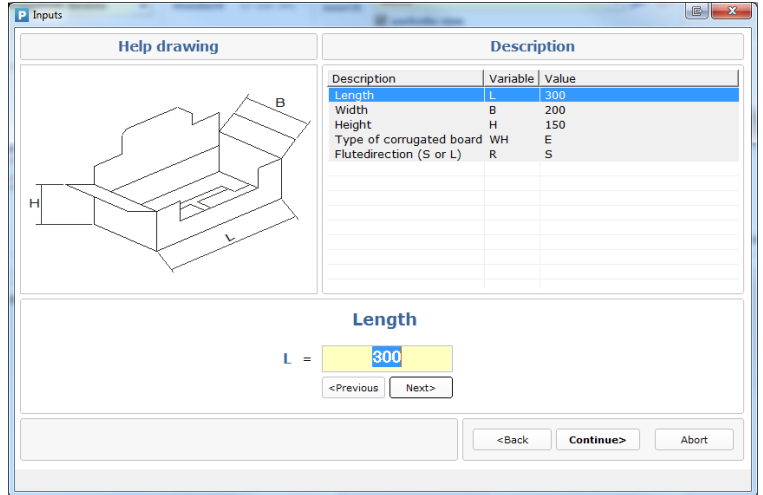 Inputs
Help drawing
Description
B
H
L
Description Variable Value
Length L 300
Width B 200
Height H 150
Type of corrugated board WH E
Flutedirection (S or L) R S
Length
L = 300
<Previous Next>
<Back Continue> Abort